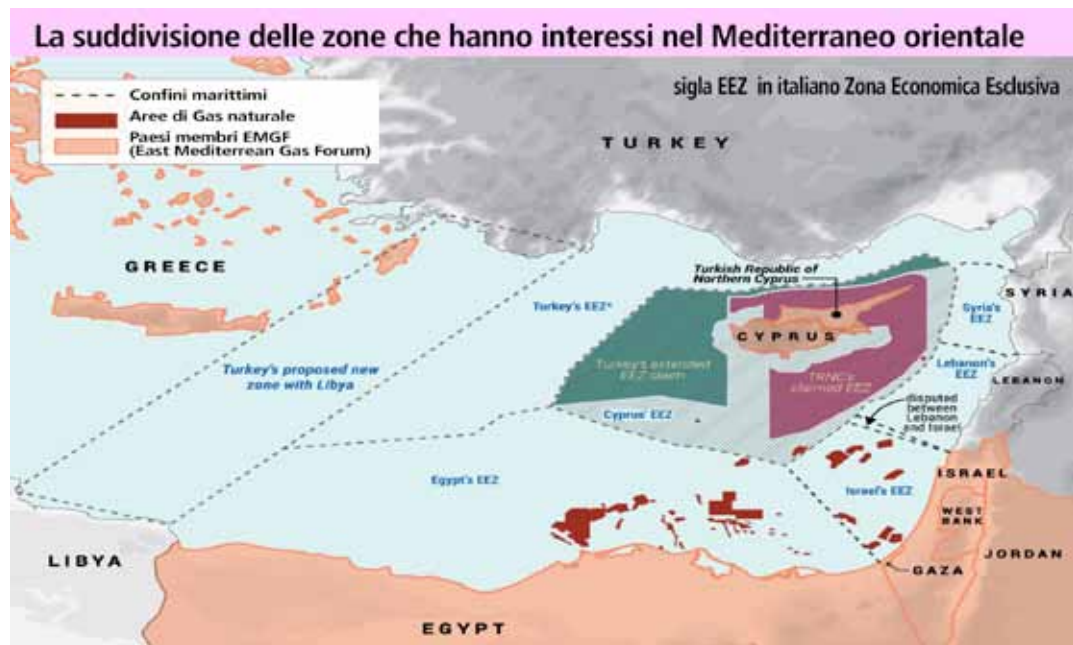 La suddivisione delle zone che hanno interessi nel Mediterraneo orientale
sigla EEZ in italiano Zona Economica Esclusiva
Confini marittimi
Aree di Gas naturale
Paesi membri EMGF
(East Mediterrean Gas Forum)
TURKEY
GREECE
Turkish Republic of
Northern Cyprus
SYRIA
Turkey's EEZ*
Syria's
EEZ
CYPRUS
Turkey's proposed new
zone with Libya
Turkey's extended
EEZ claim
TRNC's
claimed EEZ
Lebanon's
EEZ
LEBANON
Cyprus' EEZ
disputed
between
Lebanon
and Israel
Egypt's EEZ
Israel's EEZ
ISRAEL
WEST
BANK
JORDAN
LIBYA
GAZA
EGYPT